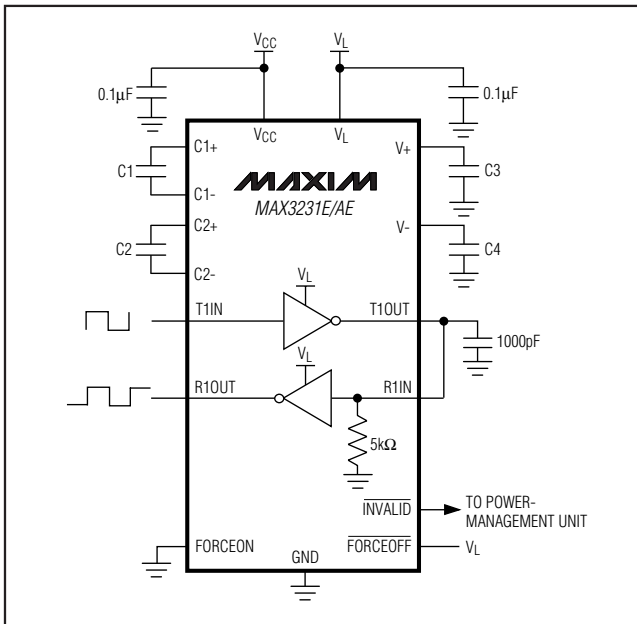 VCC
VL
0.1µF
0.1µF
VCC
VL
C1+
V+
C1
C3
C1-
MAXIM
MAX3231E/AE
C2+
V-
C2
C4
C2-
VL
T1IN
T1OUT
1000pF
VL
R1OUT
R1IN
5kΩ
INVALID
TO POWER-
MANAGEMENT UNIT
FORCEON
GND
FORCEOFF
VL